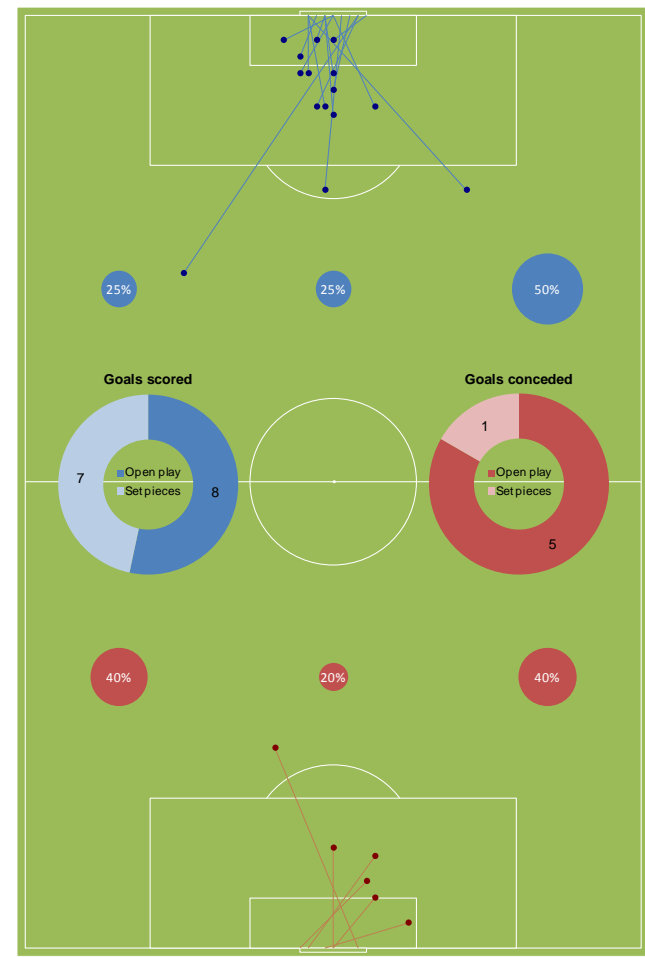 25%
25%
50%
Goals scored
Goals conceded
1
Open play
7
8
Set pieces
Open play
Set pieces
5
40%
20%
40%